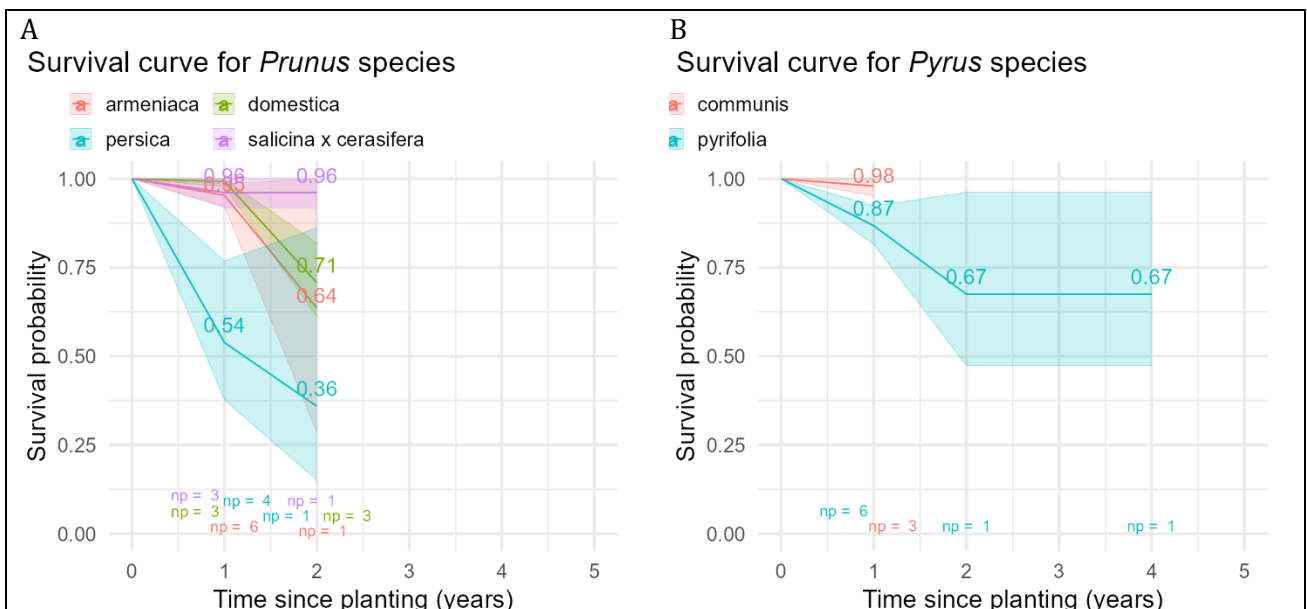 A
Survival curve for Prunus species
a armeniaca a domestica
a persica a salicina x cerasifera
Survival probability
1.00
0.75
0.50
0.25
0.00
0.96 0.96
0.95
0.71
0.64
0.54
0.36
np = 3 np = 4 np = 1
np = 3 np = 1 np = 3
np = 6 np = 1
0 1 2 3 4 5
Time since planting (years)
B
Survival curve for Pyrus species
a communis
a pyrifolia
Survival probability
1.00
0.75
0.50
0.25
0.00
0.98
0.87
0.67 0.67
np = 6
np = 3 np = 1 np = 1
0 1 2 3 4 5
Time since planting (years)